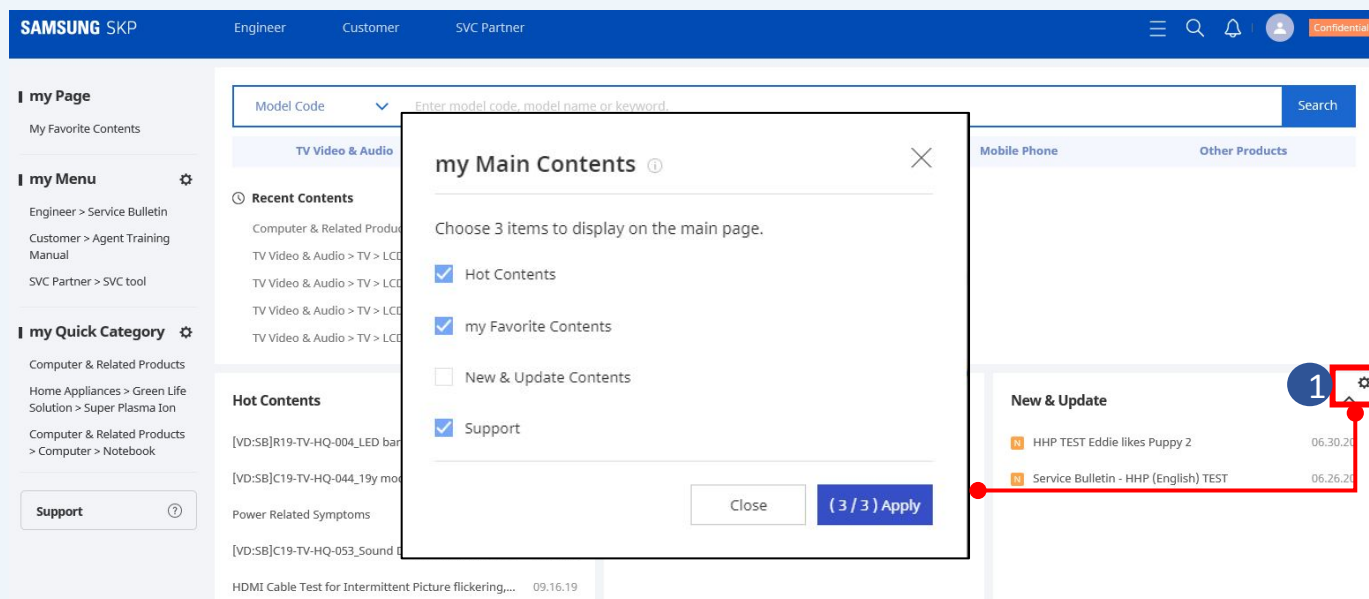 SAMSUNG SKP
Engineer
Customer
SVC Partner
Confidential
my Page
My Favorite Contents
my Menu
Engineer > Service Bulletin
Customer > Agent Training
Manual
SVC Partner > SVC tool
my Quick Category
Computer & Related Products
Home Appliances > Green Life
Solution > Super Plasma Ion
Computer & Related Products
> Computer > Notebook
Support
Model Code
Enter model code, model name or keyword.
Search
TV Video & Audio
Mobile Phone
Other Products
Recent Contents
Computer & Related
TV Video & Audio > TV >
TV Video & Audio > TV >
TV Video & Audio > TV >
TV Video & Audio > TV >
my Main Contents
Choose 3 items to display on the main page.
Hot Contents
my Favorite Contents
New & Update Contents
Support
Close
( 3 / 3 ) Apply
Hot Contents
[VD:SB]R19-TV-HQ-004_LED bar
[VD:SB]C19-TV-HQ-044_19y
Power Related Symptoms
[VD:SB]C19-TV-HQ-053_Sound
HDMI Cable Test for Intermittent Picture flickering,... 09.16.19
New & Update
1
N HHP TEST Eddie likes Puppy 2 06.30.20
N Service Bulletin - HHP (English) TEST 06.26.20